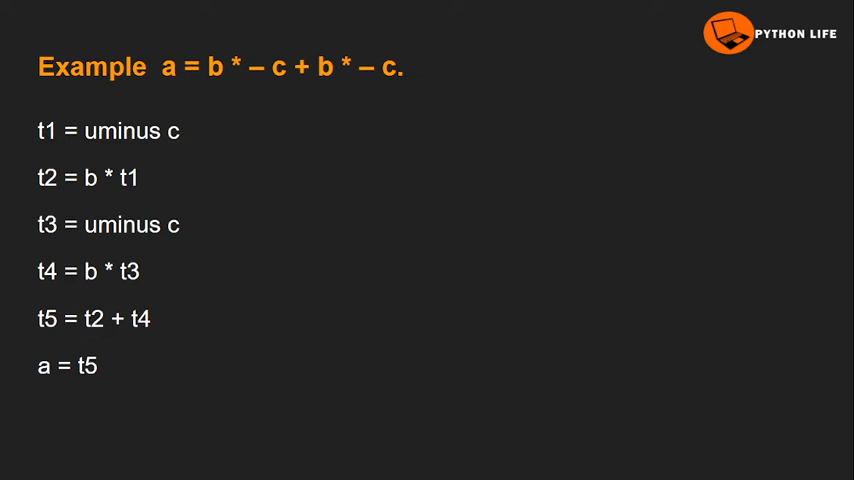 PYTHON LIFE
Example a = b * – c + b * – c.
t1 = uminus c
t2 = b * t1
t3 = uminus c
t4 = b * t3
t5 = t2 + t4
a = t5